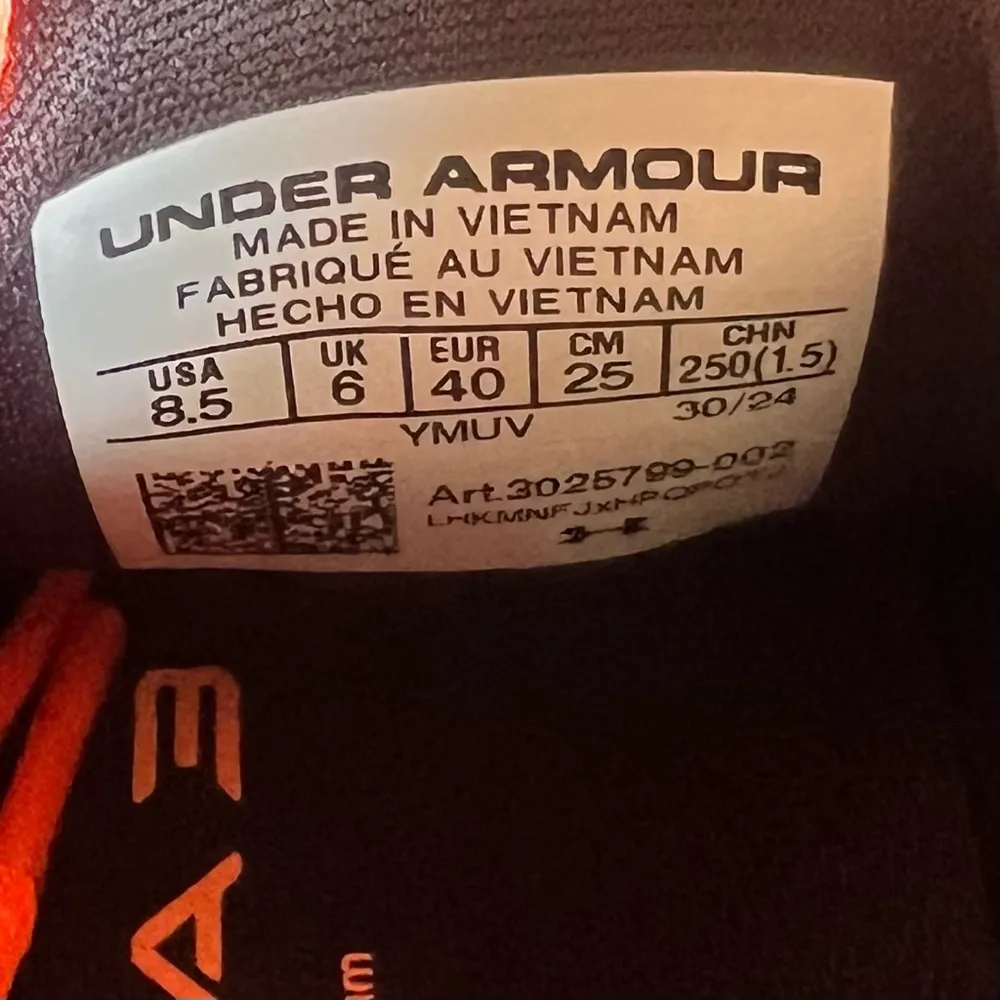 UNDER ARMOUR
MADE IN VIETNAM
FABRIQUÉ AU VIETNAM
HECHO EN VIETNAM
USA UK EUR CM CHN
8.5 6 40 25 250(1.5)
YMUV 30/24
Art.3025799-002